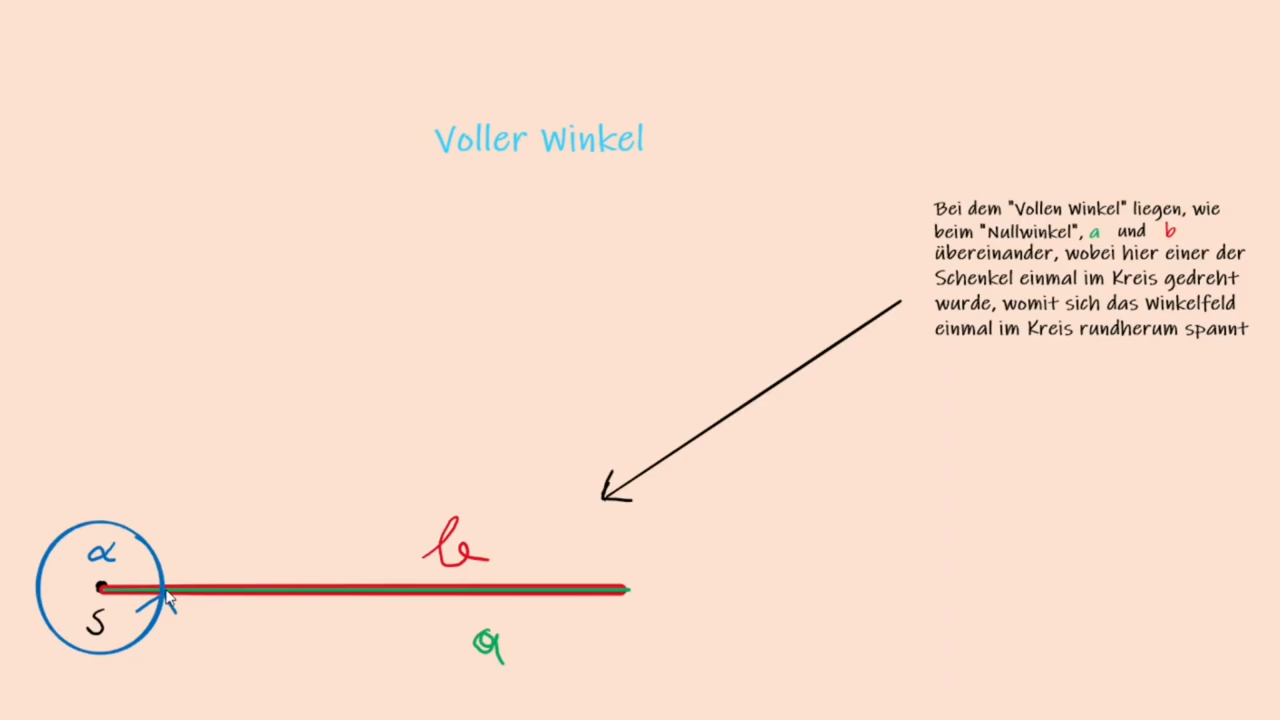 Voller Winkel
Bei dem "Vollen Winkel" liegen, wie
beim "Nullwinkel", a und b
übereinander, wobei hier einer der
Schenkel einmal im Kreis gedreht
wurde, womit sich das Winkelfeld
einmal im Kreis rundherum spannt
b
α
S
a